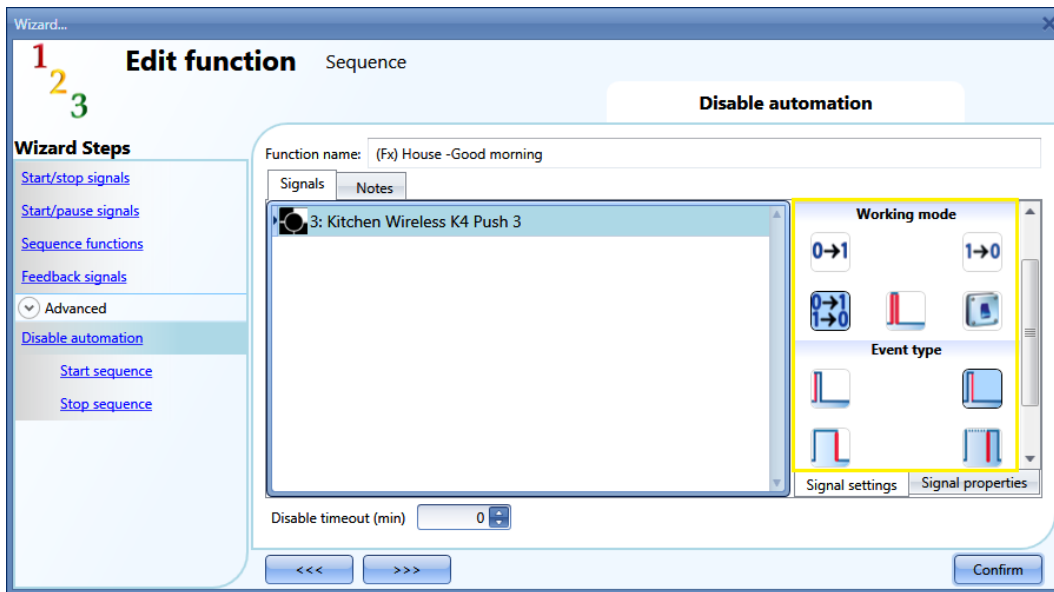 Wizard...
1 2 3
Edit function Sequence
Disable automation
Wizard Steps
Start/stop signals
Start/pause signals
Sequence functions
Feedback signals
Advanced
Disable automation
Start sequence
Stop sequence
Function name: (Fx) House -Good morning
Signals Notes
3: Kitchen Wireless K4 Push 3
Working mode
0→1 1→0
0→1
1→0
Event type
Signal settings Signal properties
Disable timeout (min) 0
<<< >>> Confirm